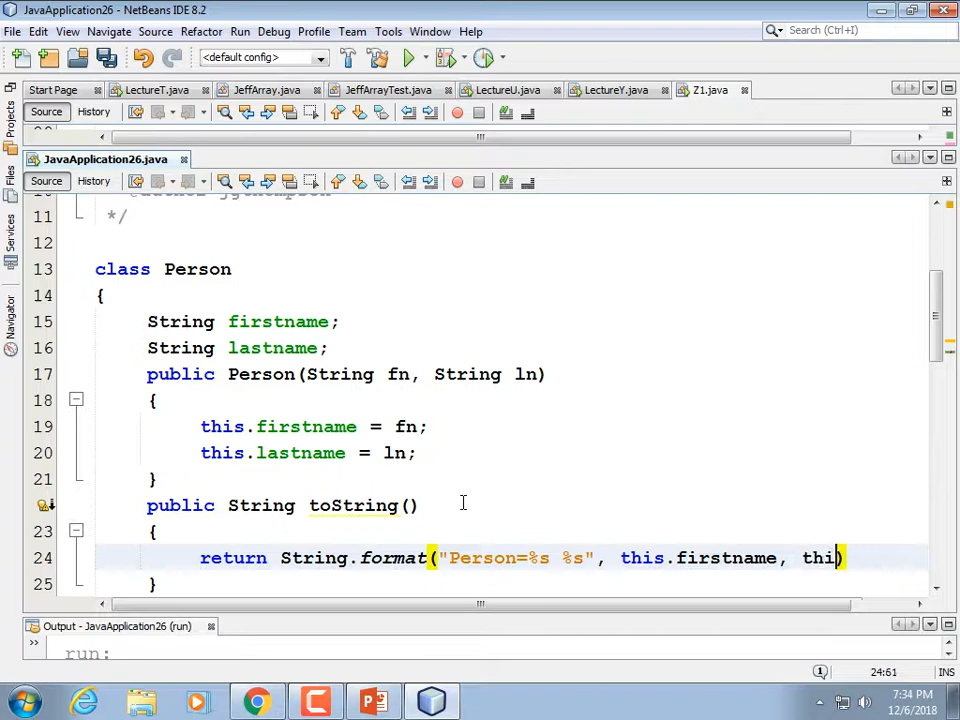 JavaApplication26 - NetBeans IDE 8.2
File Edit View Navigate Source Refactor Run Debug Profile Team Tools Window Help
Search (Ctrl+I)
<default config>
Start Page LectureT.java JeffArray.java JeffArrayTest.java LectureU.java LectureY.java Z1.java
Source History
JavaApplication26.java
Source History
Projects
Files
Services
Navigator
11 */
12
13 class Person
14 {
15 String firstname;
16 String lastname;
17 public Person(String fn, String ln)
18 {
19 this.firstname = fn;
20 this.lastname = ln;
21 }
public String toString()
23 {
24 return String.format("Person=%s %s", this.firstname, thi)
25 }
Output - JavaApplication26 (run)
>> run:
1 24:61 INS
7:34 PM
12/6/2018